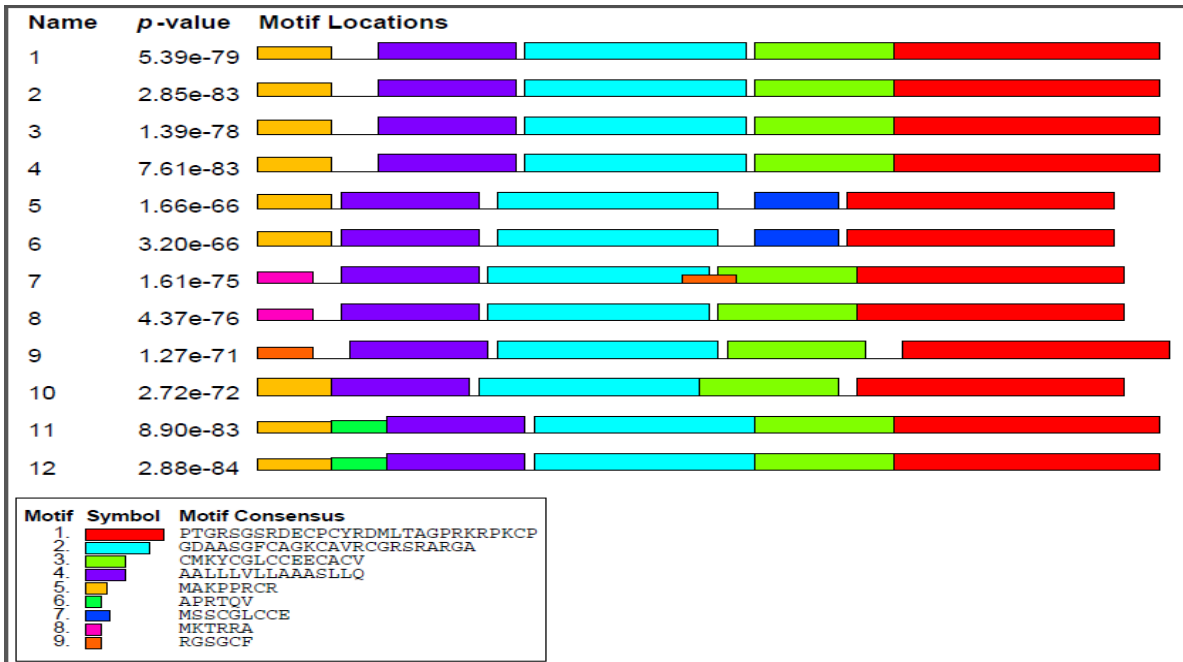 Name p-value Motif Locations
1 5.39e-79
2 2.85e-83
3 1.39e-78
4 7.61e-83
5 1.66e-66
6 3.20e-66
7 1.61e-75
8 4.37e-76
9 1.27e-71
10 2.72e-72
11 8.90e-83
12 2.88e-84
Motif Symbol Motif Consensus
1. PTGRSGSRDECPCYRDMLTAGPRKRPKCP
2. GDAASGFCAGKCAVRCGRSRARGA
3. CMKYCGLCCEECACV
4. AALLLVLLAAASLLQ
5. MAKPPRCR
6. APRTQV
7. MSSCGLCCE
8. MKTRRA
9. RGSGCF